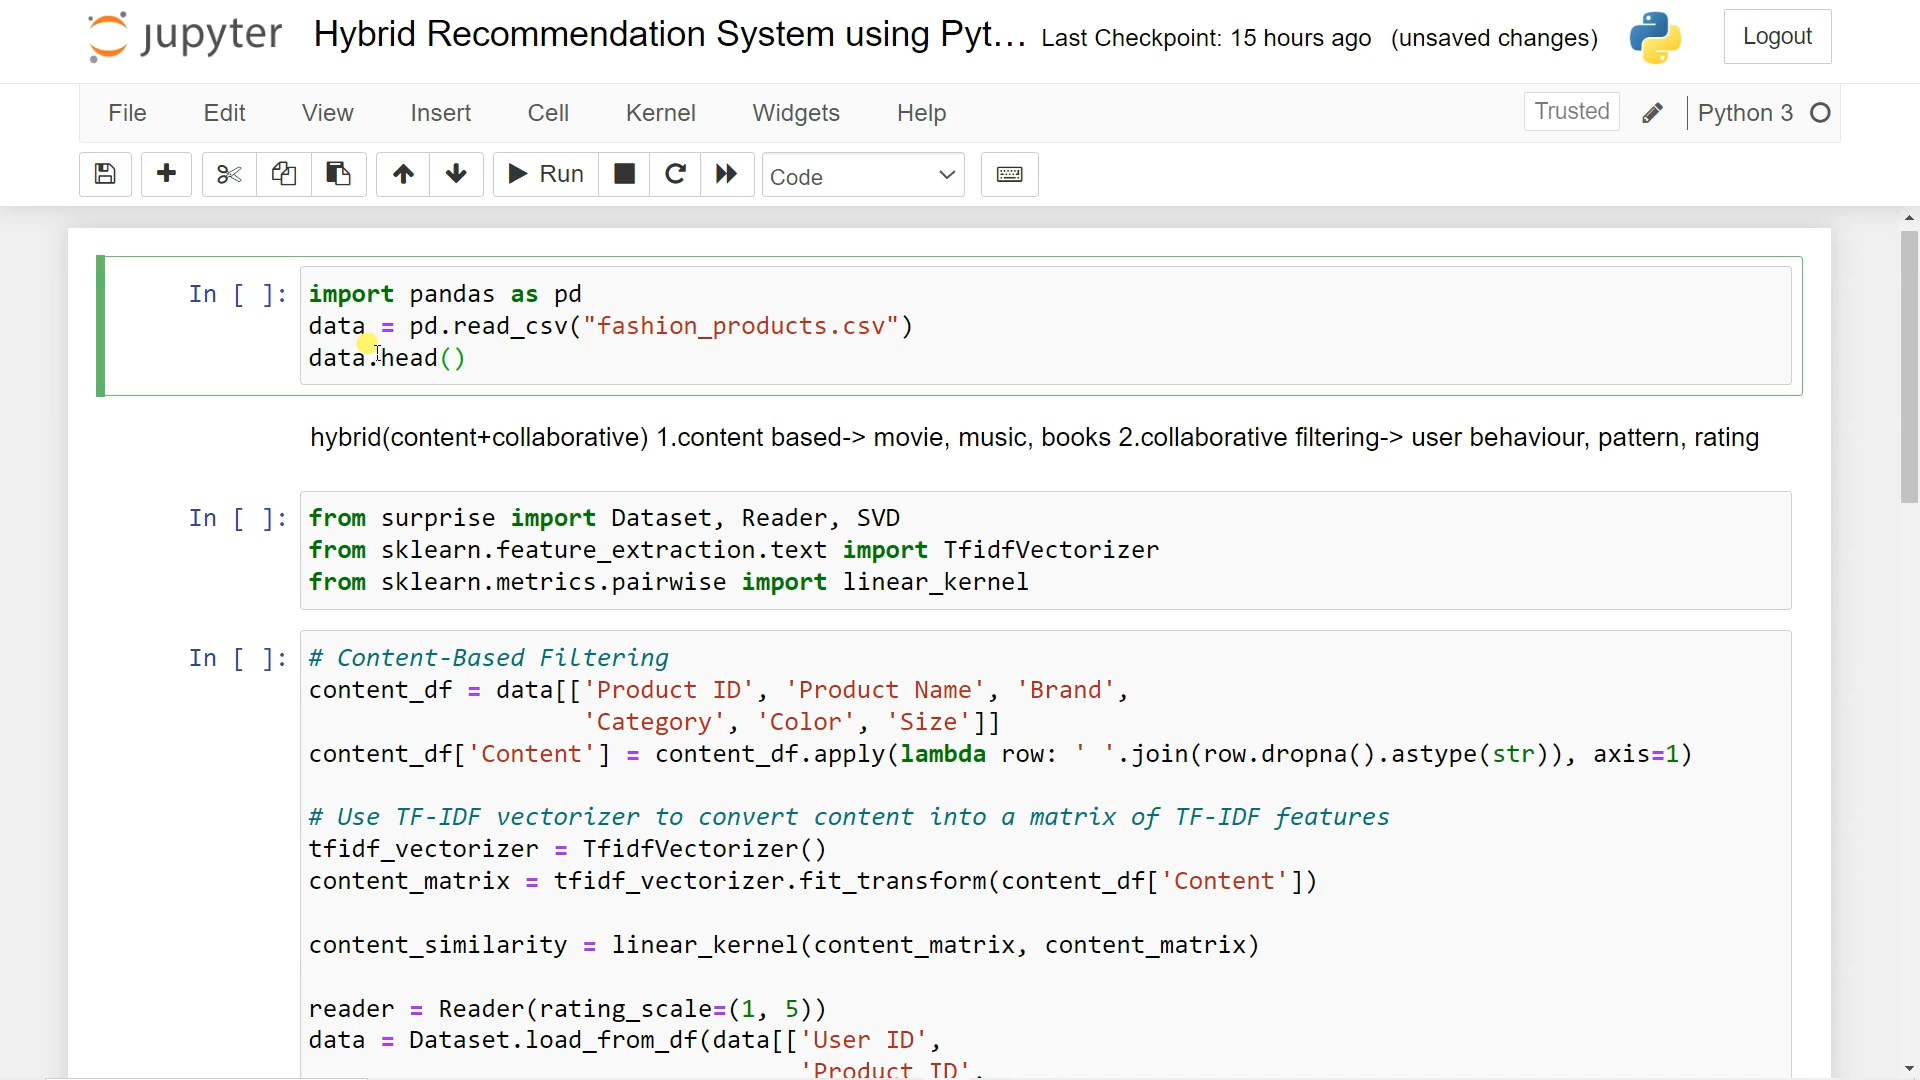 jupyter Hybrid Recommendation System using Pyt... Last Checkpoint: 15 hours ago (unsaved changes) Logout
File Edit View Insert Cell Kernel Widgets Help Trusted Python 3
Run Code
In [ ]: import pandas as pd
data = pd.read_csv("fashion_products.csv")
data.head()
hybrid(content+collaborative) 1.content based-> movie, music, books 2.collaborative filtering-> user behaviour, pattern, rating
In [ ]: from surprise import Dataset, Reader, SVD
from sklearn.feature_extraction.text import TfidfVectorizer
from sklearn.metrics.pairwise import linear_kernel
In [ ]: # Content-Based Filtering
content_df = data[['Product ID', 'Product Name', 'Brand',
'Category', 'Color', 'Size']]
content_df['Content'] = content_df.apply(lambda row: ' '.join(row.dropna().astype(str)), axis=1)
# Use TF-IDF vectorizer to convert content into a matrix of TF-IDF features
tfidf_vectorizer = TfidfVectorizer()
content_matrix = tfidf_vectorizer.fit_transform(content_df['Content'])
content_similarity = linear_kernel(content_matrix, content_matrix)
reader = Reader(rating_scale=(1, 5))
data = Dataset.load_from_df(data[['User ID',
'Product ID',